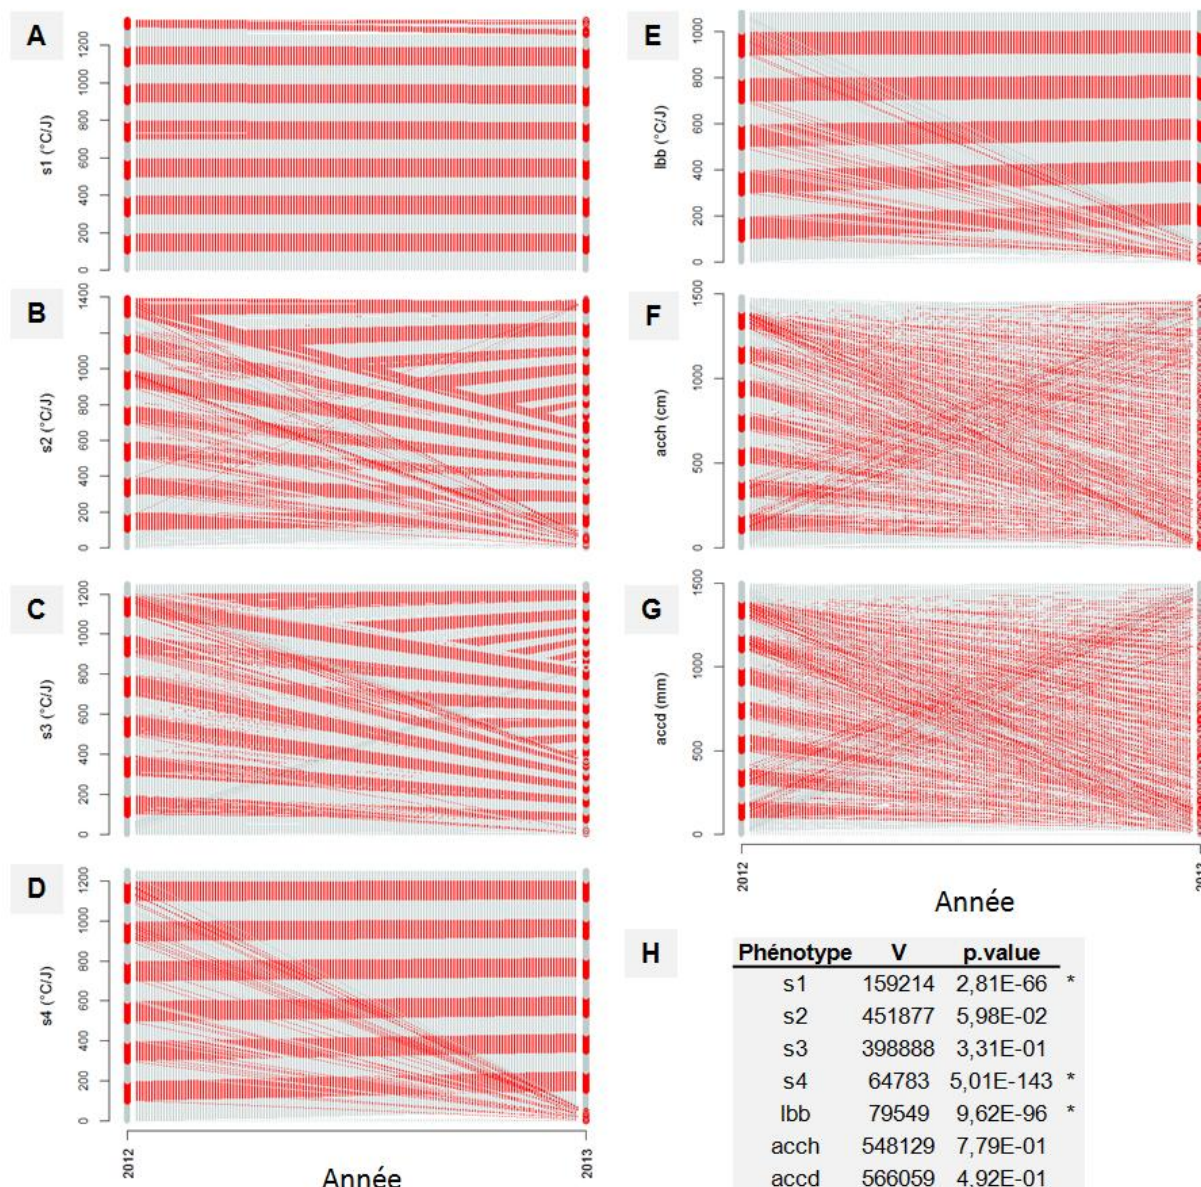 A
s1 (°C/J)
0 200 400 600 800 1000 1200
B
s2 (°C/J)
0 200 400 600 800 1000 1400
C
s3 (°C/J)
0 200 400 600 800 1000 1200
D
s4 (°C/J)
0 200 400 600 800 1000 1200
2012 2013
Année
E
lbb (°C/J)
0 200 400 600 800 1000
F
acch (cm)
0 500 1000 1500
G
accd (mm)
0 500 1000 1500
2012
Année
H
Phénotype V p.value
s1 159214 2,81E-66 *
s2 451877 5,98E-02
s3 398888 3,31E-01
s4 64783 5,01E-143 *
lbb 79549 9,62E-96 *
acch 548129 7,79E-01
accd 566059 4,92E-01